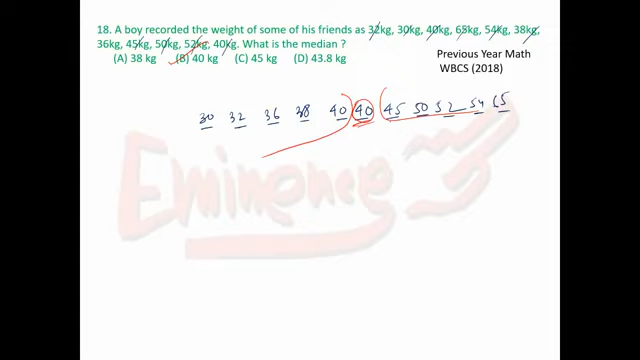 18. A boy recorded the weight of some of his friends as 32kg, 30kg, 40kg, 65kg, 54kg, 38kg,
36kg, 45kg, 50kg, 52kg, 40kg. What is the median ?
(A) 38 kg (B) 40 kg (C) 45 kg (D) 43.8 kg
Previous Year Math
WBCS (2018)
30 32 36 38 40 40 45 50 52 54 65
Eminence